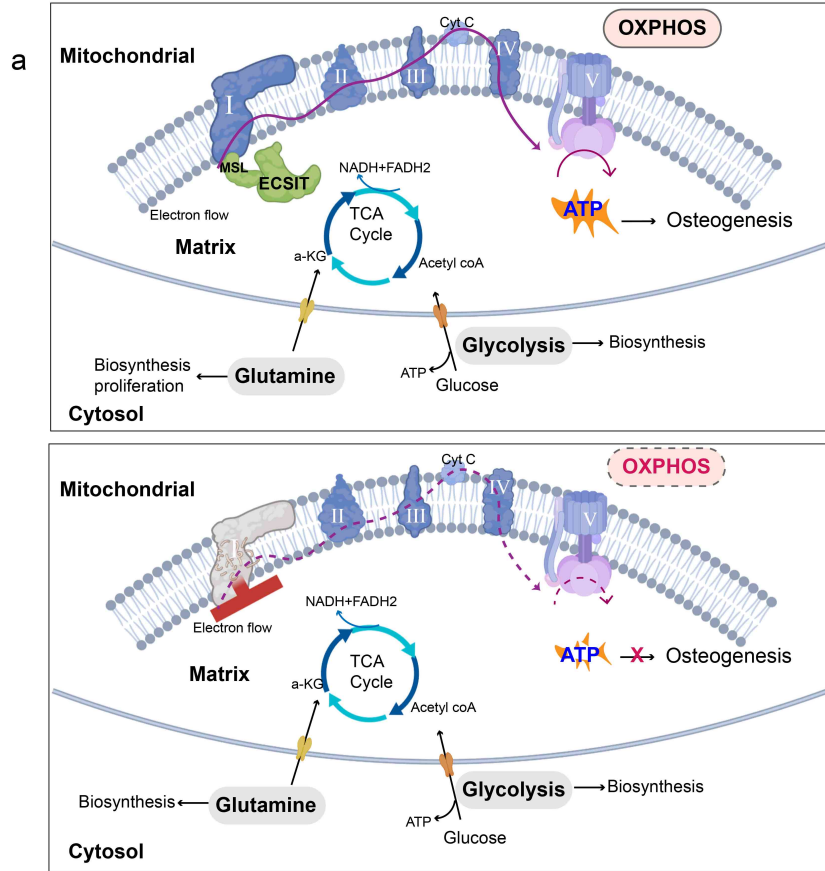 a
Mitochondrial
Cyt C
OXPHOS
I
II
III
IV
V
MSL
ECSIT
Electron flow
NADH+FADH2
TCA
Cycle
ATP
Osteogenesis
Matrix
a-KG
Acetyl coA
Glycolysis
Biosynthesis
Biosynthesis
proliferation
Glutamine
ATP
Glucose
Cytosol
Mitochondrial
Cyt C
OXPHOS
I
II
III
IV
V
Electron flow
NADH+FADH2
TCA
Cycle
ATP
X
Osteogenesis
Matrix
a-KG
Acetyl coA
Glycolysis
Biosynthesis
Biosynthesis
Glutamine
ATP
Glucose
Cytosol